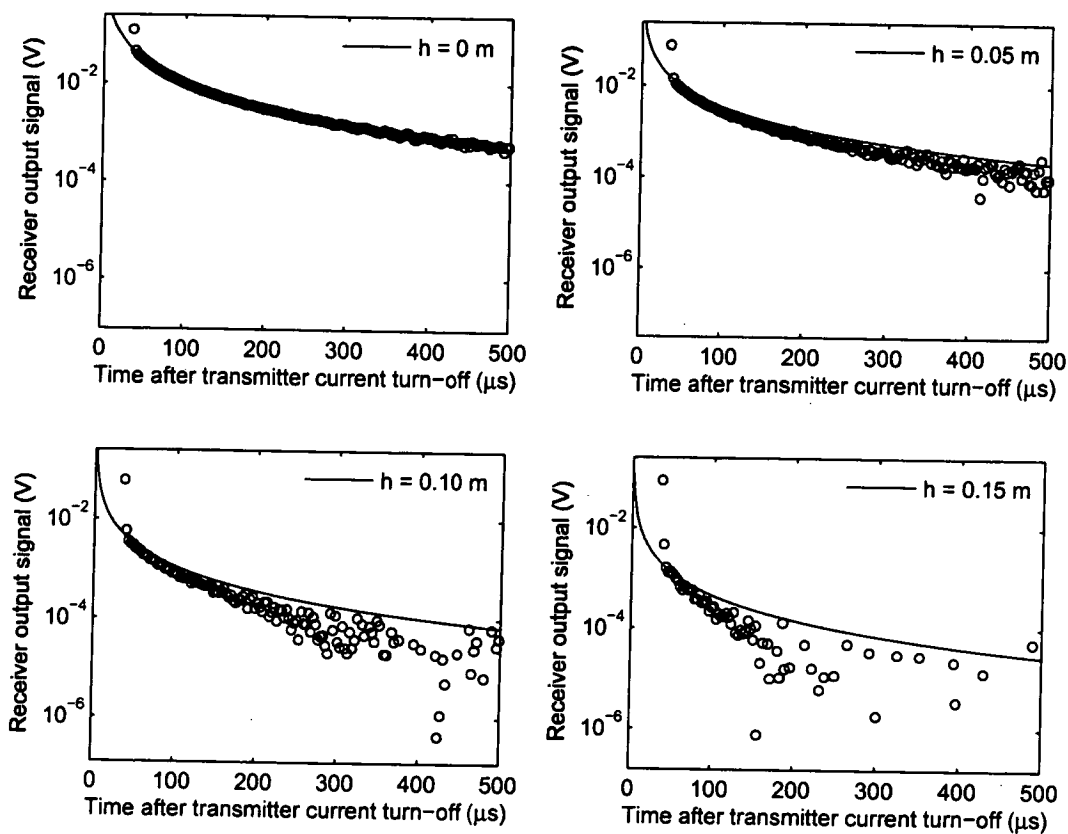 h = 0 m
10⁻²
10⁻⁴
10⁻⁶
Receiver output signal (V)
0 100 200 300 400 500
Time after transmitter current turn−off (μs)
h = 0.05 m
10⁻²
10⁻⁴
10⁻⁶
Receiver output signal (V)
0 100 200 300 400 500
Time after transmitter current turn−off (μs)
h = 0.10 m
10⁻²
10⁻⁴
10⁻⁶
Receiver output signal (V)
0 100 200 300 400 500
Time after transmitter current turn−off (μs)
h = 0.15 m
10⁻²
10⁻⁴
10⁻⁶
Receiver output signal (V)
0 100 200 300 400 500
Time after transmitter current turn−off (μs)